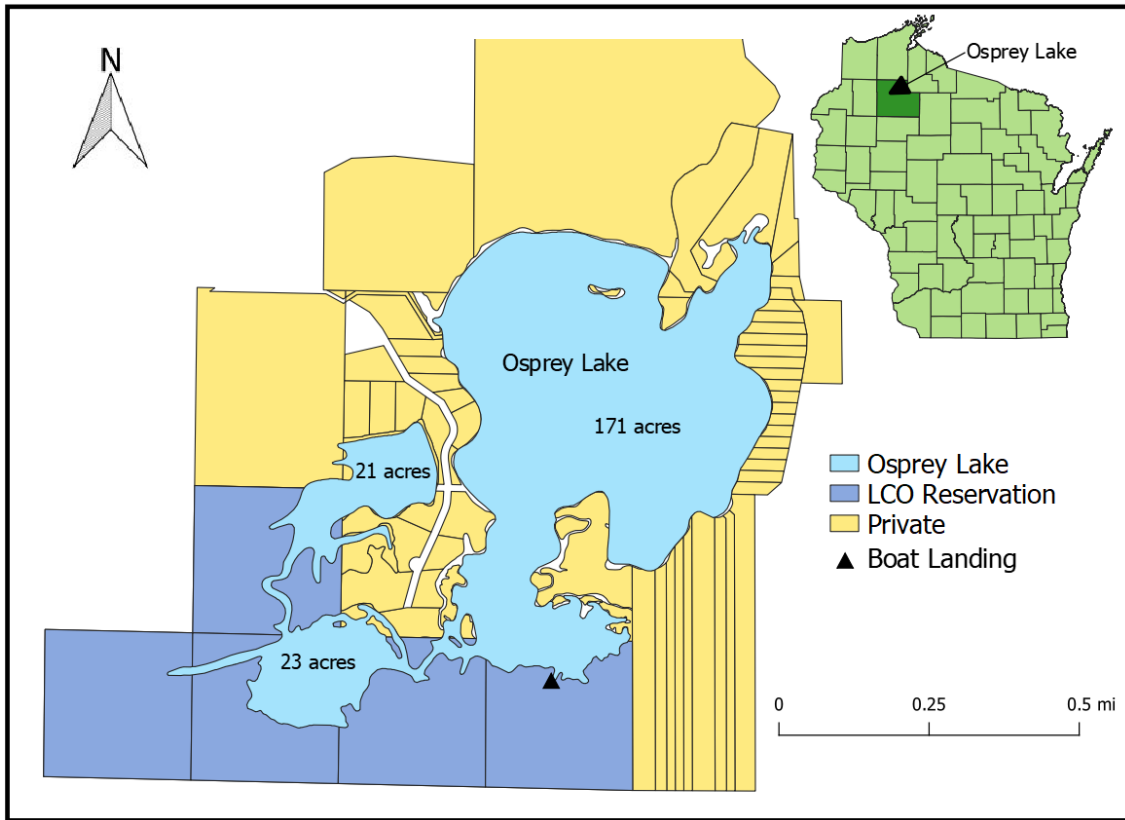 N
Osprey Lake
Osprey Lake
171 acres
21 acres
23 acres
Osprey Lake
LCO Reservation
Private
Boat Landing
0 0.25 0.5 mi